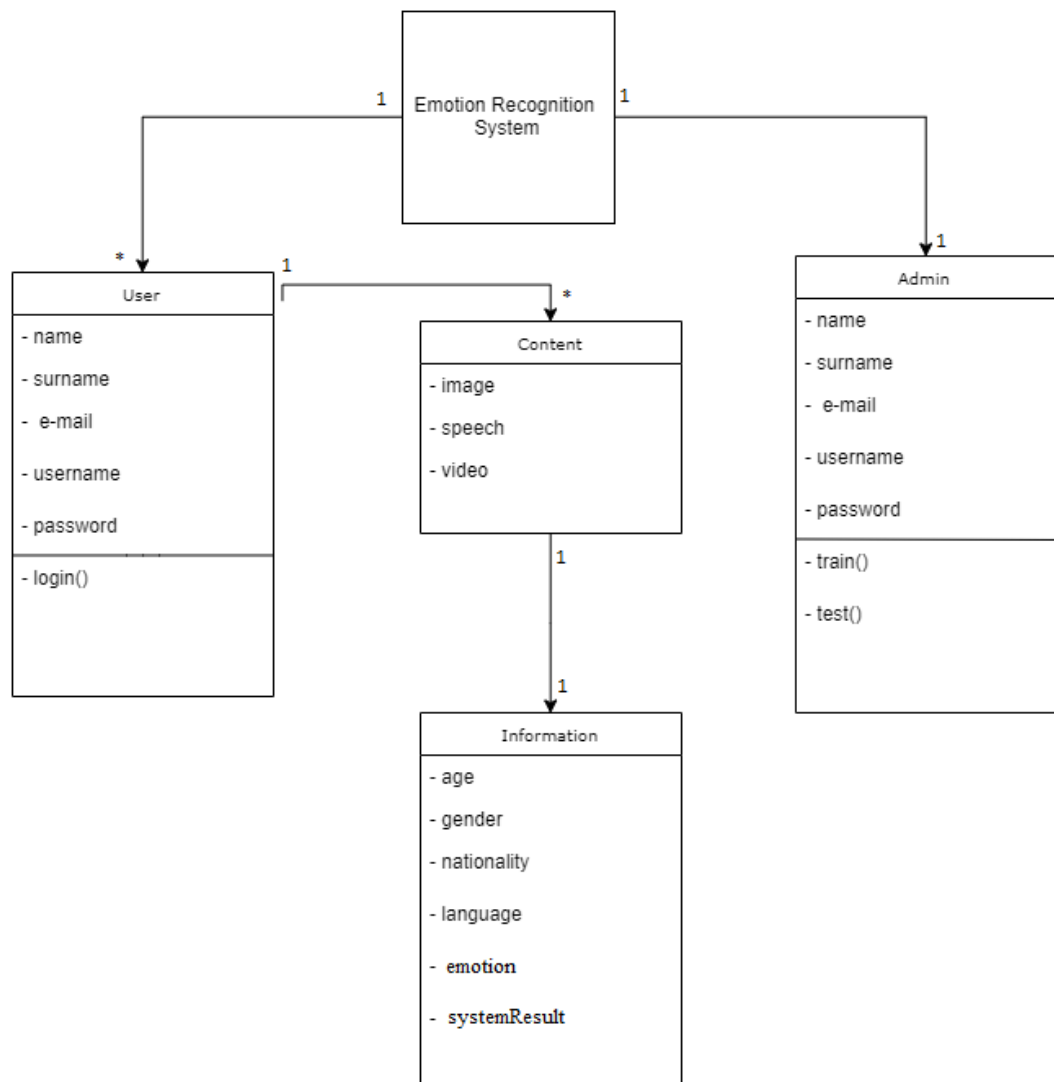 Emotion Recognition
System
1
1
*
1
1
*
User
- name
- surname
- e-mail
- username
- password
- login()
Content
- image
- speech
- video
1
1
Admin
- name
- surname
- e-mail
- username
- password
- train()
- test()
Information
- age
- gender
- nationality
- language
- emotion
- systemResult